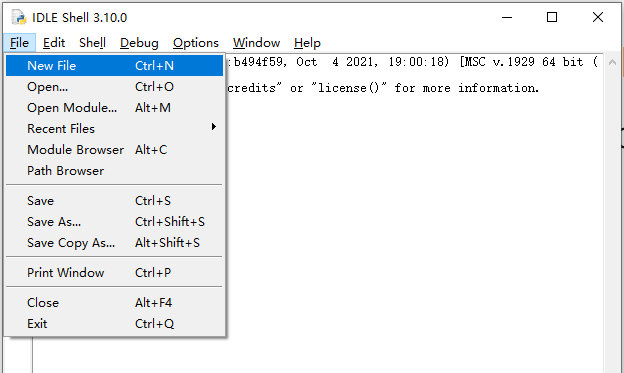 IDLE Shell 3.10.0
File Edit Shell Debug Options Window Help
:b494f59, Oct 4 2021, 19:00:18) [MSC v.1929 64 bit (
credits" or "license()" for more information.
New File Ctrl+N
Open... Ctrl+O
Open Module... Alt+M
Recent Files
Module Browser Alt+C
Path Browser
Save Ctrl+S
Save As... Ctrl+Shift+S
Save Copy As... Alt+Shift+S
Print Window Ctrl+P
Close Alt+F4
Exit Ctrl+Q